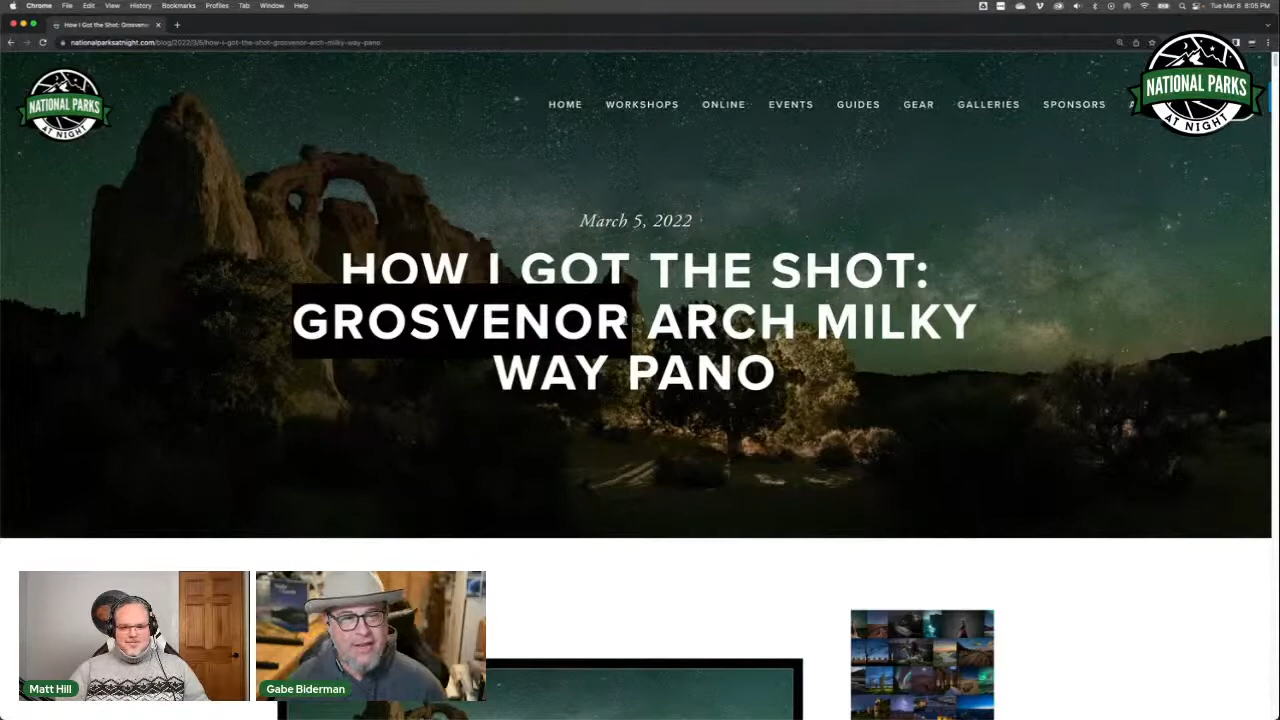 Chrome File Edit View History Bookmarks Profiles Tab Window Help
Tue Mar 8 8:05 PM
How I Got the Shot: Grosveno
nationalparksatnight.com/blog/2022/3/5/how-i-got-the-shot-grosvenor-arch-milky-way-pano
NATIONAL PARKS
AT NIGHT
HOME WORKSHOPS ONLINE EVENTS GUIDES GEAR GALLERIES SPONSORS
NATIONAL PARKS
AT NIGHT
March 5, 2022
HOW I GOT THE SHOT:
GROSVENOR ARCH MILKY
WAY PANO
Matt Hill
Gabe Biderman